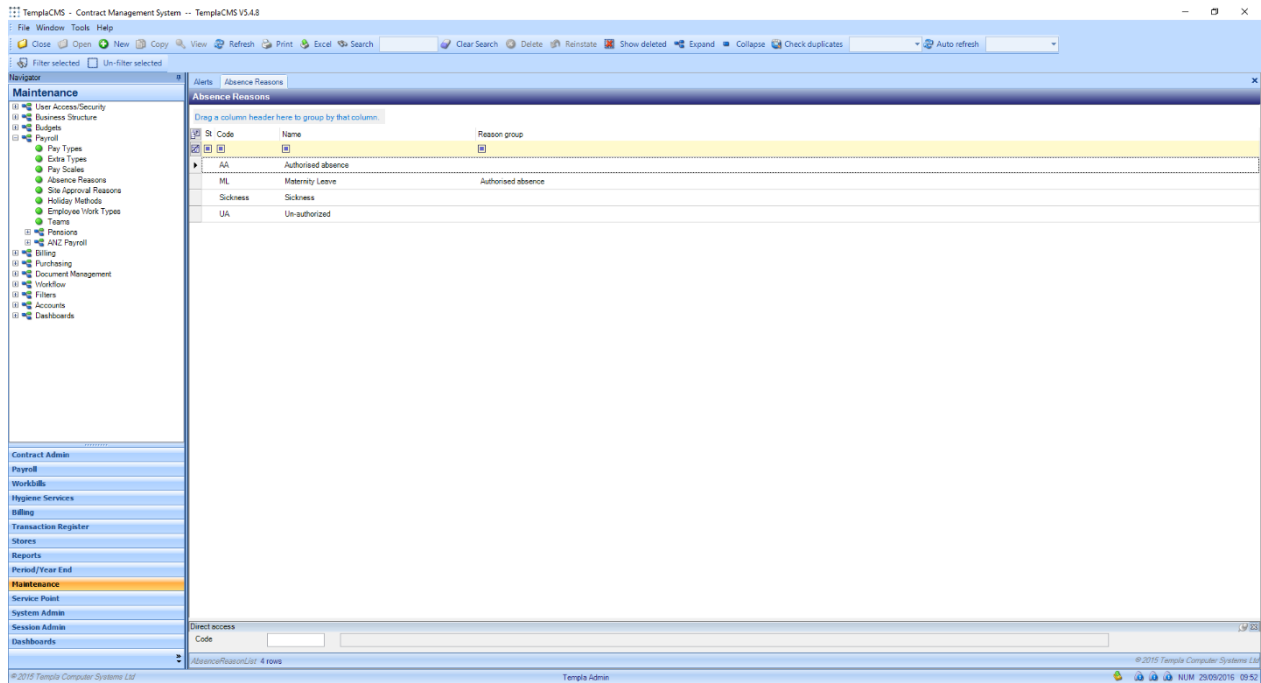 TemplaCMS - Contract Management System -- TemplaCMS V5.4.8
File Window Tools Help
Close Open New Copy View Refresh Print Excel Search Clear Search Delete Reinstate Show deleted Expand Collapse Check duplicates Auto refresh
Filter selected Un-filter selected
Navigator
Maintenance
User Access/Security
Business Structure
Budgets
Payroll
Pay Types
Extra Types
Pay Scales
Absence Reasons
Site Approval Reasons
Holiday Methods
Employee Work Types
Teams
Pensions
ANZ Payroll
Billing
Purchasing
Document Management
Workflow
Filters
Accounts
Dashboards
Contract Admin
Payroll
Workbills
Hygiene Services
Billing
Transaction Register
Stores
Reports
Period/Year End
Maintenance
Service Point
System Admin
Session Admin
Dashboards
Alerts Absence Reasons
Absence Reasons
Drag a column header here to group by that column.
St Code Name Reason group
AA Authorised absence
ML Maternity Leave Authorised absence
Sickness Sickness
UA Un-authorized
Direct access
Code
AbsenceReasonList 4 rows © 2015 Templa Computer Systems Ltd
© 2015 Templa Computer Systems Ltd Templa Admin NUM 29/09/2016 09:52